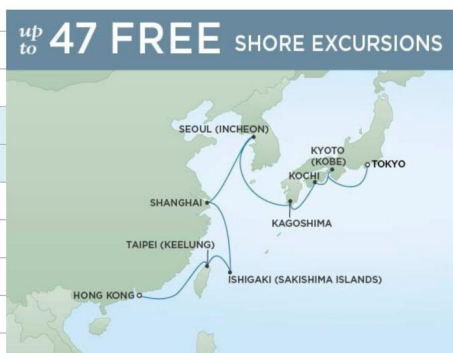 up to 47 FREE SHORE EXCURSIONS
SEOUL (INCHEON)
KYOTO
(KOBE)
TOKYO
KOCHI
SHANGHAI
KAGOSHIMA
TAIPEI (KEELUNG)
ISHIGAKI (SAKISHIMA ISLANDS)
HONG KONG